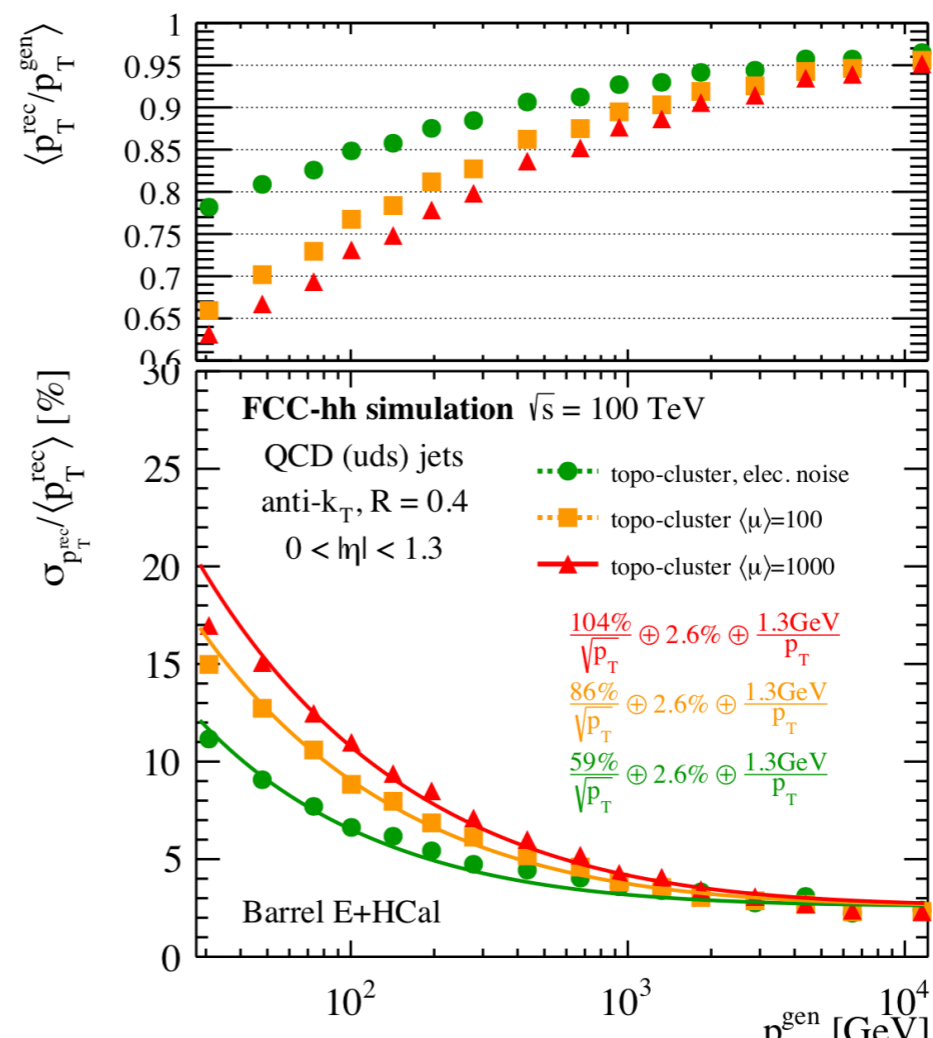 ⟨p_T^rec/p_T^gen⟩
1
0.95
0.9
0.85
0.8
0.75
0.7
0.65
0.6
σ_{p_T^rec}/⟨p_T^rec⟩ [%]
30
25
20
15
10
5
0
FCC-hh simulation √s = 100 TeV
QCD (uds) jets
anti-k_T, R = 0.4
0 < |η| < 1.3
topo-cluster, elec. noise
topo-cluster ⟨μ⟩=100
topo-cluster ⟨μ⟩=1000
104%/√p_T ⊕ 2.6% ⊕ 1.3GeV/p_T
86%/√p_T ⊕ 2.6% ⊕ 1.3GeV/p_T
59%/√p_T ⊕ 2.6% ⊕ 1.3GeV/p_T
Barrel E+HCal
10^2 10^3 10^4
p^gen [GeV]